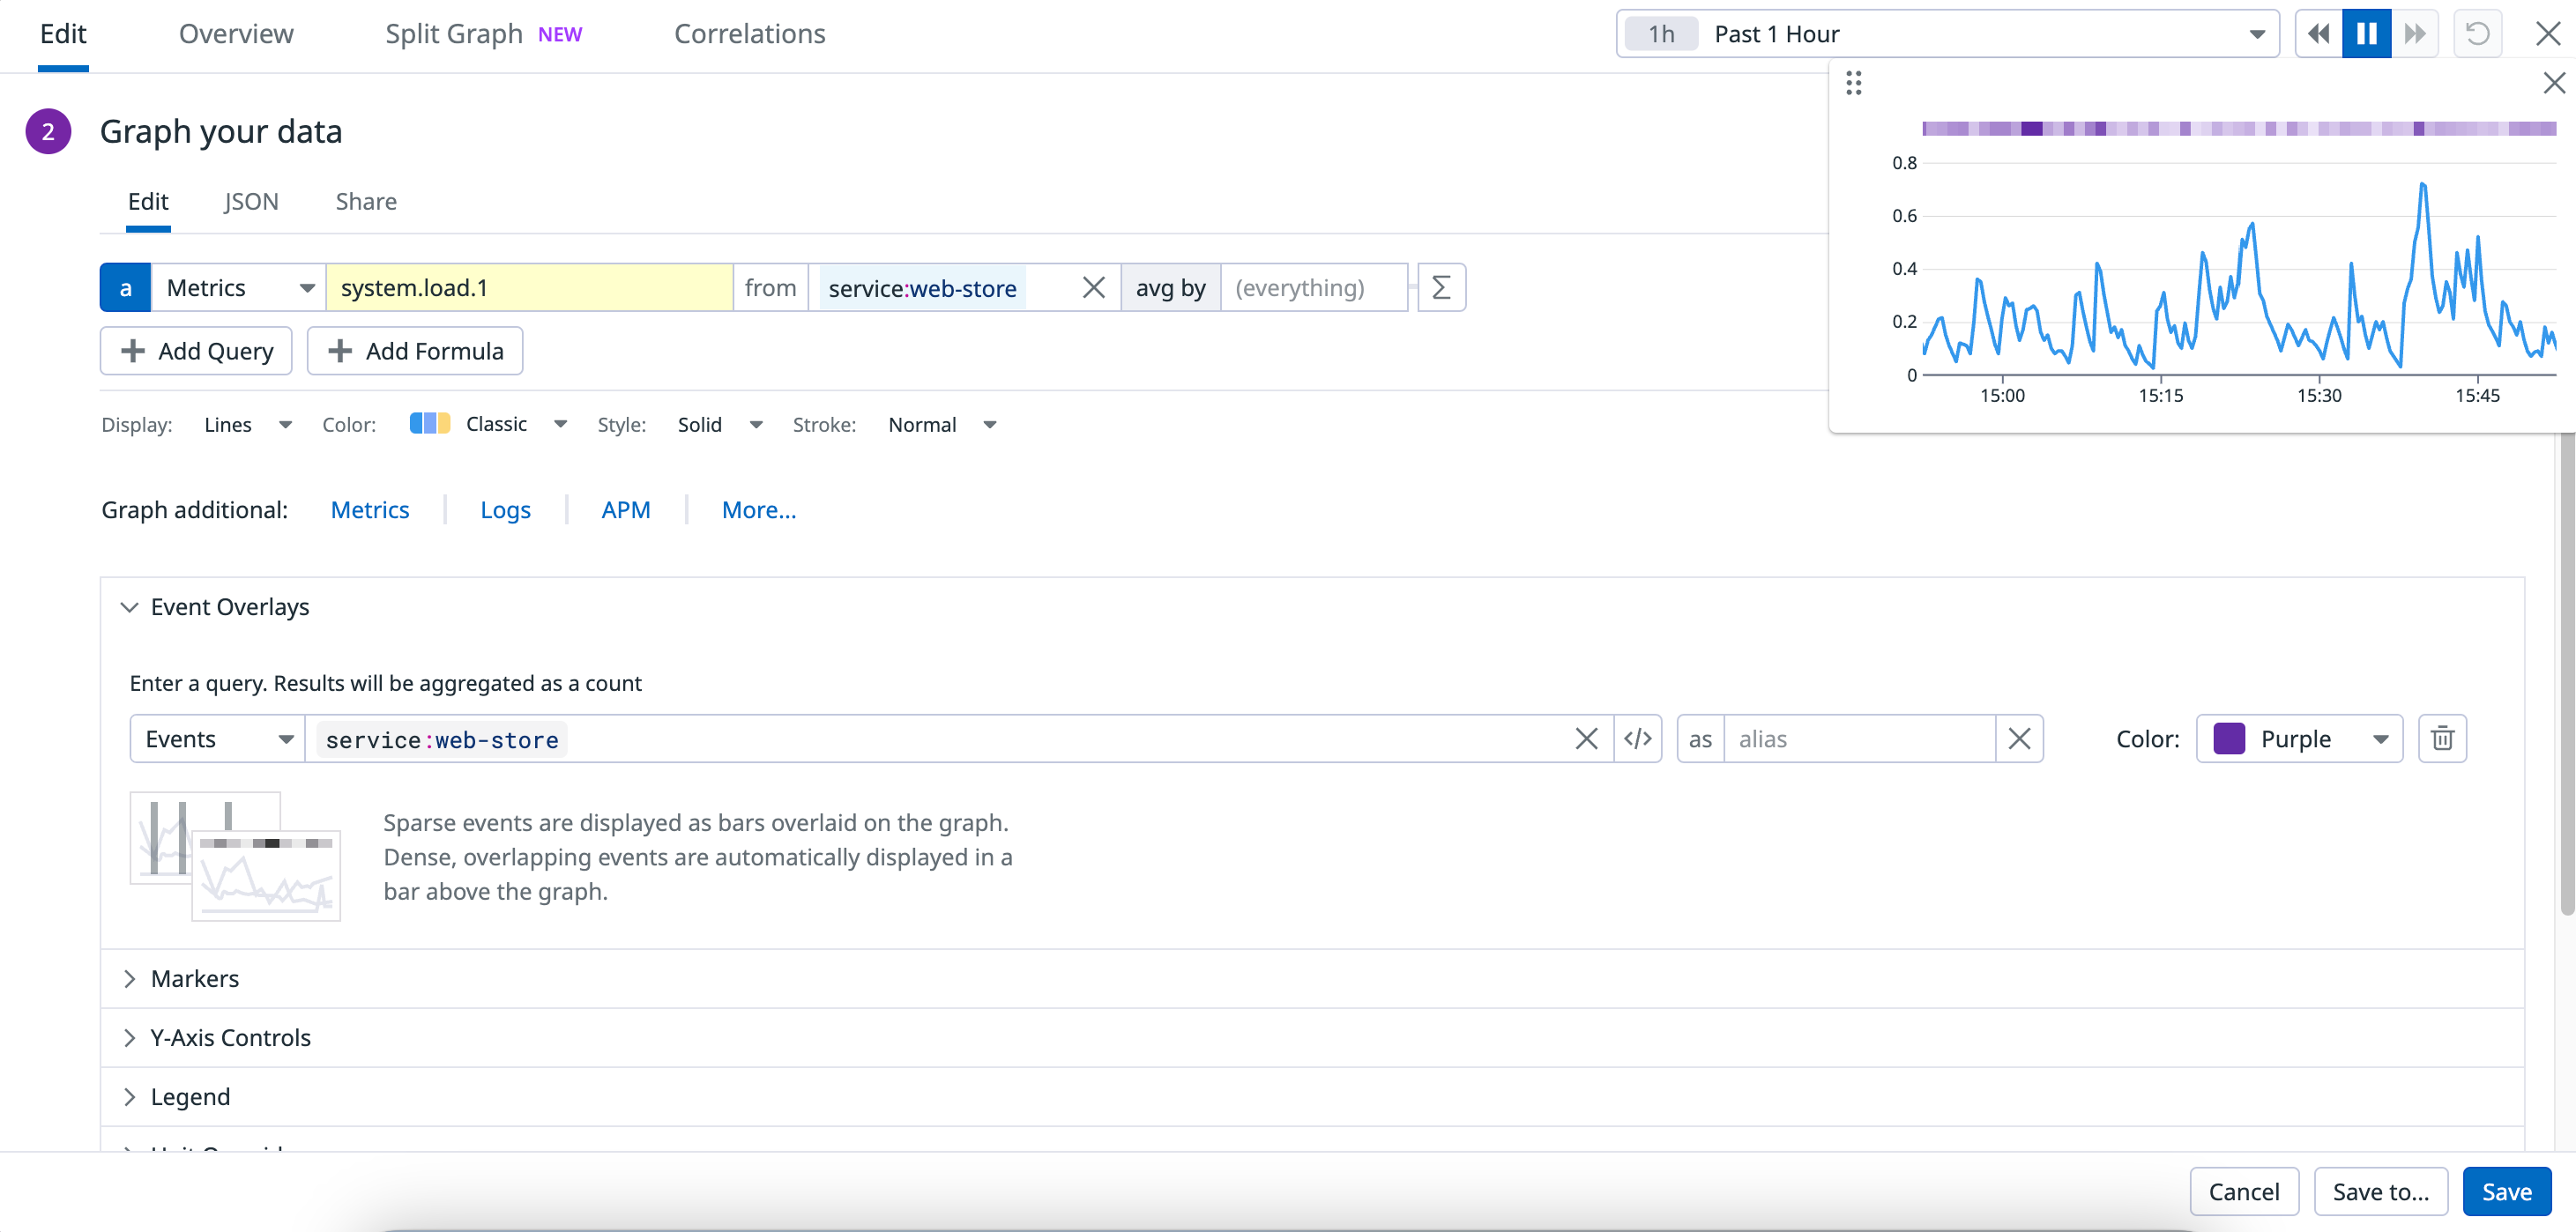 Edit Overview Split Graph NEW Correlations 1h Past 1 Hour
2 Graph your data
Edit JSON Share
a Metrics system.load.1 from service:web-store avg by (everything) Σ
Add Query Add Formula
Display: Lines Color: Classic Style: Solid Stroke: Normal
0.8
0.6
0.4
0.2
0
15:00 15:15 15:30 15:45
Graph additional: Metrics Logs APM More...
Event Overlays
Enter a query. Results will be aggregated as a count
Events service:web-store </> as alias Color: Purple
Sparse events are displayed as bars overlaid on the graph.
Dense, overlapping events are automatically displayed in a
bar above the graph.
Markers
Y-Axis Controls
Legend
Cancel Save to... Save